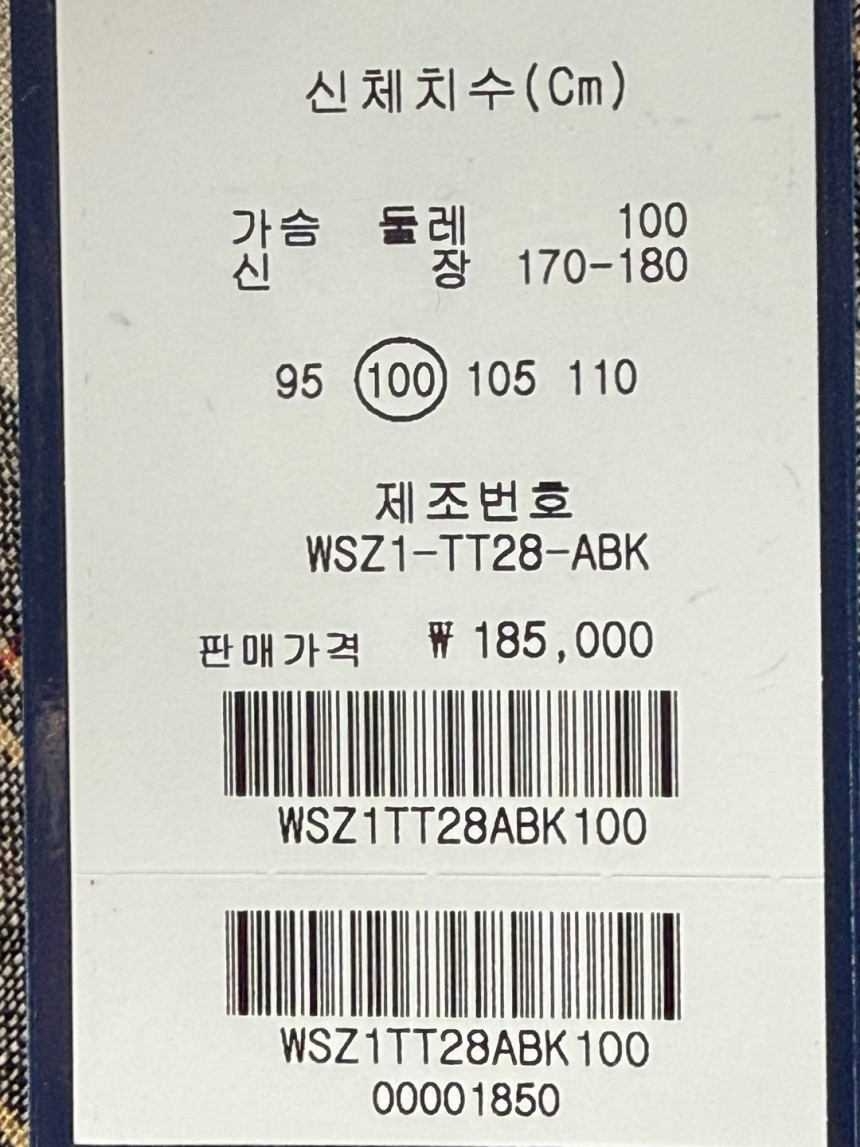 신체치수(Cm)
가슴 둘레 100
신 장 170-180
95 100 105 110
제조번호
WSZ1-TT28-ABK
판매가격 ₩ 185,000
WSZ1TT28ABK100
WSZ1TT28ABK100
00001850